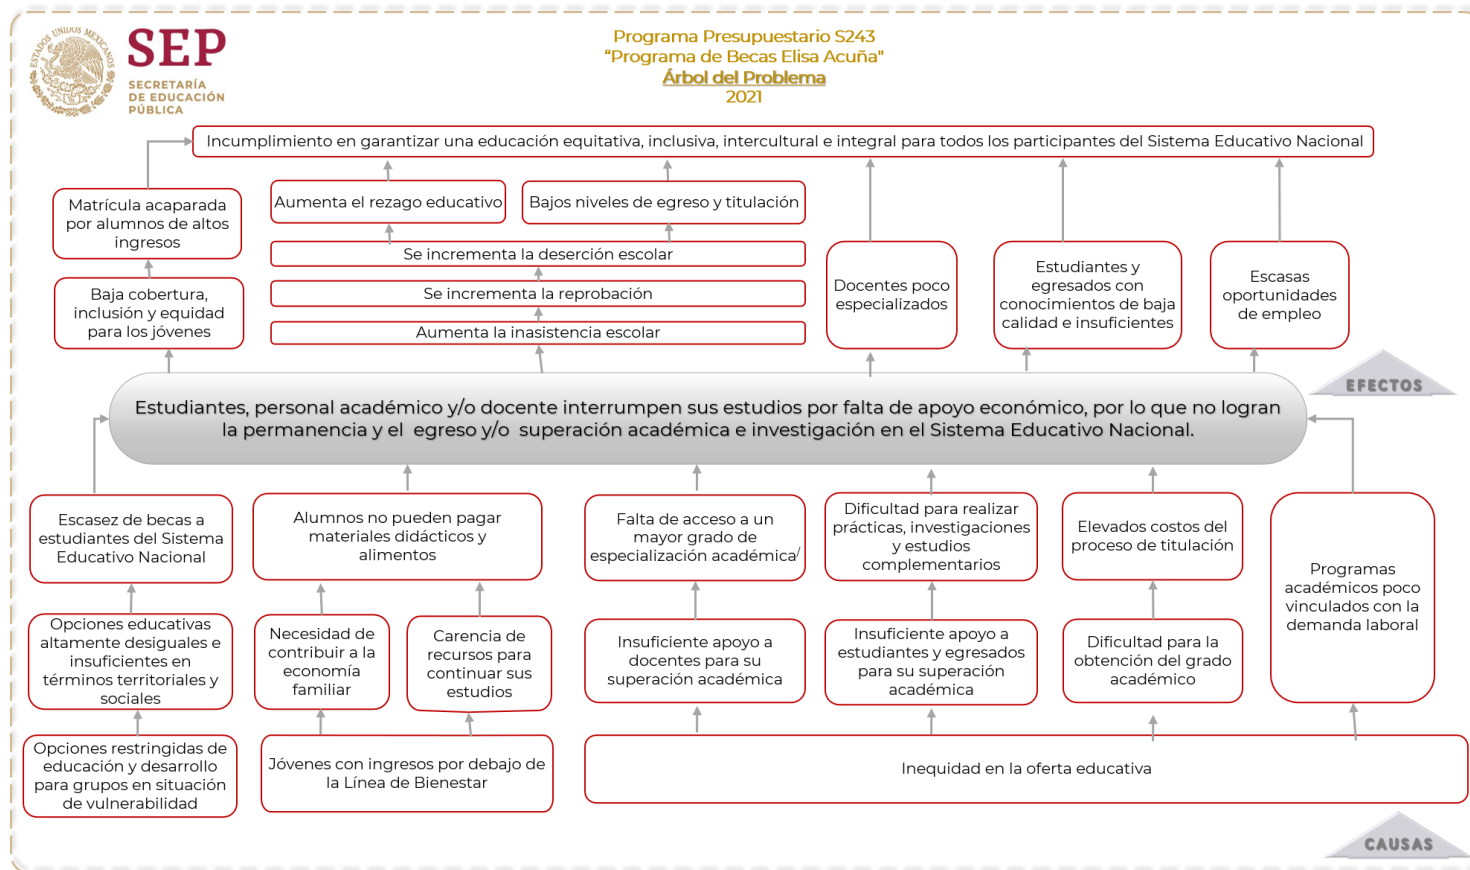 ESTADOS UNIDOS MEXICANOS
SEP
SECRETARÍA
DE EDUCACIÓN
PÚBLICA
Programa Presupuestario S243
“Programa de Becas Elisa Acuña"
Árbol del Problema
2021
Incumplimiento en garantizar una educación equitativa, inclusiva, intercultural e integral para todos los participantes del Sistema Educativo Nacional
Matrícula acaparada
por alumnos de altos
ingresos
Aumenta el rezago educativo
Bajos niveles de egreso y titulación
Se incrementa la deserción escolar
Se incrementa la reprobación
Aumenta la inasistencia escolar
Baja cobertura,
inclusión y equidad
para los jóvenes
Docentes poco
especializados
Estudiantes y
egresados con
conocimientos de baja
calidad e insuficientes
Escasas
oportunidades
de empleo
EFECTOS
Estudiantes, personal académico y/o docente interrumpen sus estudios por falta de apoyo económico, por lo que no logran
la permanencia y el egreso y/o superación académica e investigación en el Sistema Educativo Nacional.
Escasez de becas a
estudiantes del Sistema
Educativo Nacional
Alumnos no pueden pagar
materiales didácticos y
alimentos
Falta de acceso a un
mayor grado de
especialización académica/
Dificultad para realizar
prácticas, investigaciones
y estudios
complementarios
Elevados costos del
proceso de titulación
Programas
académicos poco
vinculados con la
demanda laboral
Opciones educativas
altamente desiguales e
insuficientes en
términos territoriales y
sociales
Necesidad de
contribuir a la
economía
familiar
Carencia de
recursos para
continuar sus
estudios
Insuficiente apoyo a
docentes para su
superación académica
Insuficiente apoyo a
estudiantes y egresados
para su superación
académica
Dificultad para la
obtención del grado
académico
Opciones restringidas de
educación y desarrollo
para grupos en situación
de vulnerabilidad
Jóvenes con ingresos por debajo de
la Línea de Bienestar
Inequidad en la oferta educativa
CAUSAS